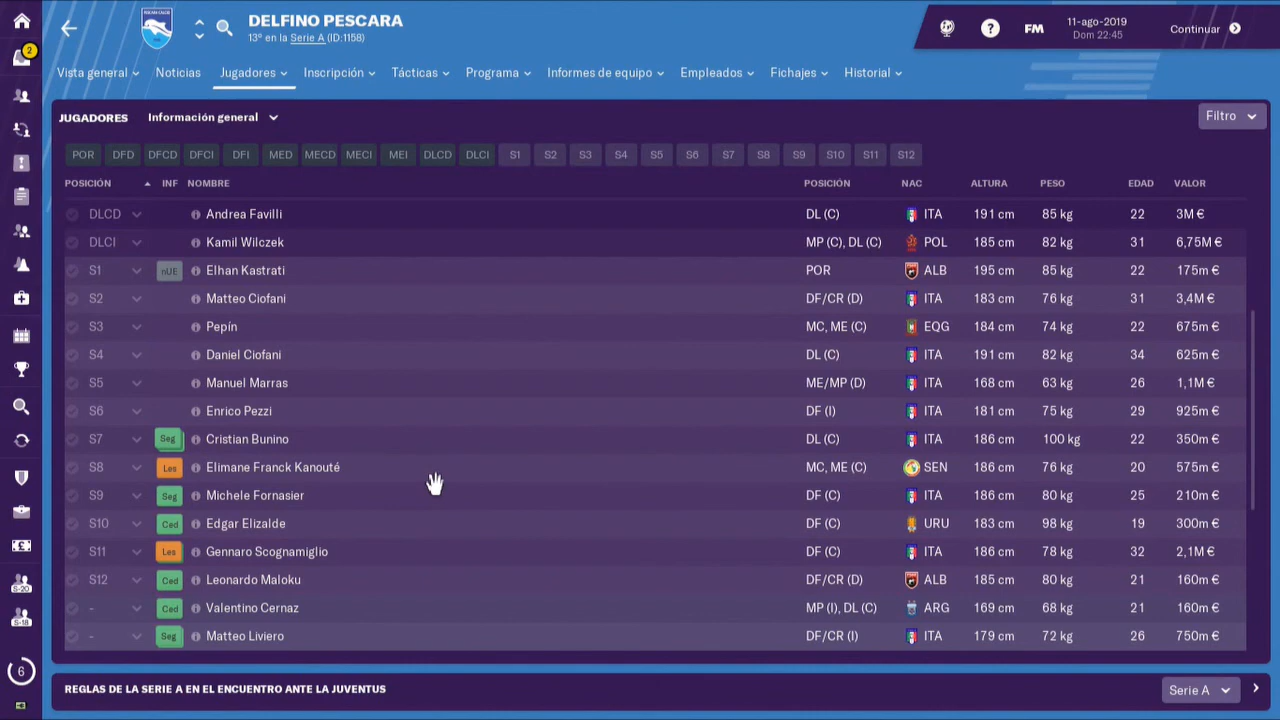 DELFINO PESCARA
13º en la Serie A (ID:1158)
2
? FM 11-ago-2019
Dom 22:45
Continuar
Vista general Noticias Jugadores Inscripción Tácticas Programa Informes de equipo Empleados Fichajes Historial
JUGADORES Información general Filtro
POR DFD DFCD DFCI DFI MED MECD MECI MEI DLCD DLCI S1 S2 S3 S4 S5 S6 S7 S8 S9 S10 S11 S12
POSICIÓN INF NOMBRE POSICIÓN NAC ALTURA PESO EDAD VALOR
DLCD Andrea Favilli DL (C) ITA 191 cm 85 kg 22 3M €
DLCI Kamil Wilczek MP (C), DL (C) POL 185 cm 82 kg 31 6,75M €
S1 nUE Elhan Kastrati POR ALB 195 cm 85 kg 22 175m €
S2 Matteo Ciofani DF/CR (D) ITA 183 cm 76 kg 31 3,4M €
S3 Pepín MC, ME (C) EQG 184 cm 74 kg 22 675m €
S4 Daniel Ciofani DL (C) ITA 191 cm 82 kg 34 625m €
S5 Manuel Marras ME/MP (D) ITA 168 cm 63 kg 26 1,1M €
S6 Enrico Pezzi DF (I) ITA 181 cm 75 kg 29 925m €
S7 Seg Cristian Bunino DL (C) ITA 186 cm 100 kg 22 350m €
S8 Les Elimane Franck Kanouté MC, ME (C) SEN 186 cm 76 kg 20 575m €
S9 Seg Michele Fornasier DF (C) ITA 186 cm 80 kg 25 210m €
S10 Ced Edgar Elizalde DF (C) URU 183 cm 98 kg 19 300m €
S11 Les Gennaro Scognamiglio DF (C) ITA 186 cm 78 kg 32 2,1M €
S12 Ced Leonardo Maloku DF/CR (D) ALB 185 cm 80 kg 21 160m €
- Ced Valentino Cernaz MP (I), DL (C) ARG 169 cm 68 kg 21 160m €
- Seg Matteo Liviero DF/CR (I) ITA 179 cm 72 kg 26 750m €
S-20
S-18
6
REGLAS DE LA SERIE A EN EL ENCUENTRO ANTE LA JUVENTUS Serie A